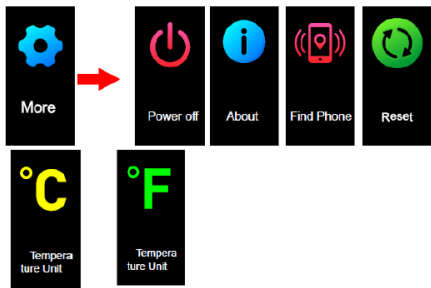 More
Power off
About
Find Phone
Reset
°C
Tempera
ture Unit
°F
Tempera
ture Unit